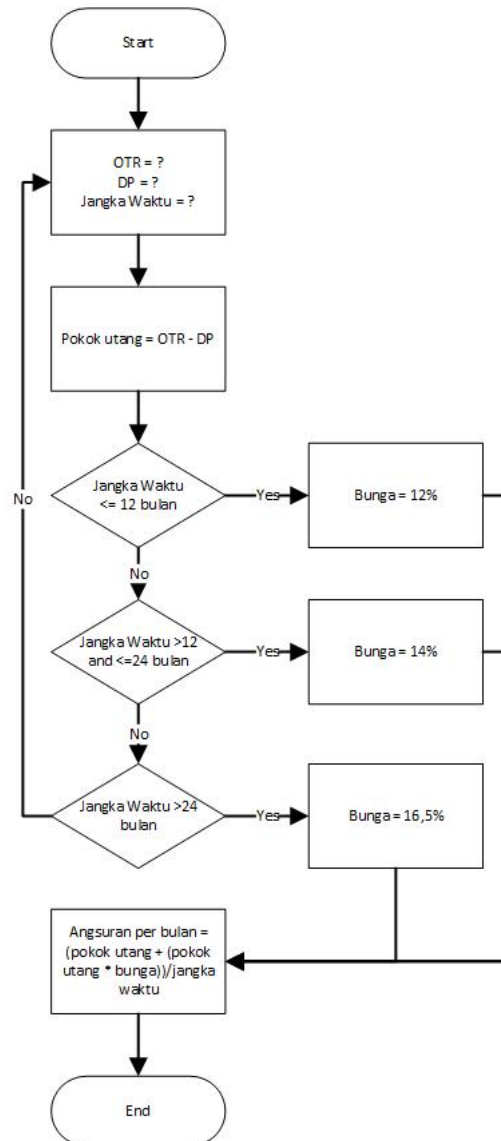 Start
OTR = ?
DP = ?
Jangka Waktu = ?
Pokok utang = OTR - DP
Jangka Waktu
<= 12 bulan
Yes
Bunga = 12%
No
No
Jangka Waktu >12
and <=24 bulan
Yes
Bunga = 14%
No
Jangka Waktu >24
bulan
Yes
Bunga = 16,5%
Angsuran per bulan =
(pokok utang + (pokok
utang * bunga))/jangka
waktu
End